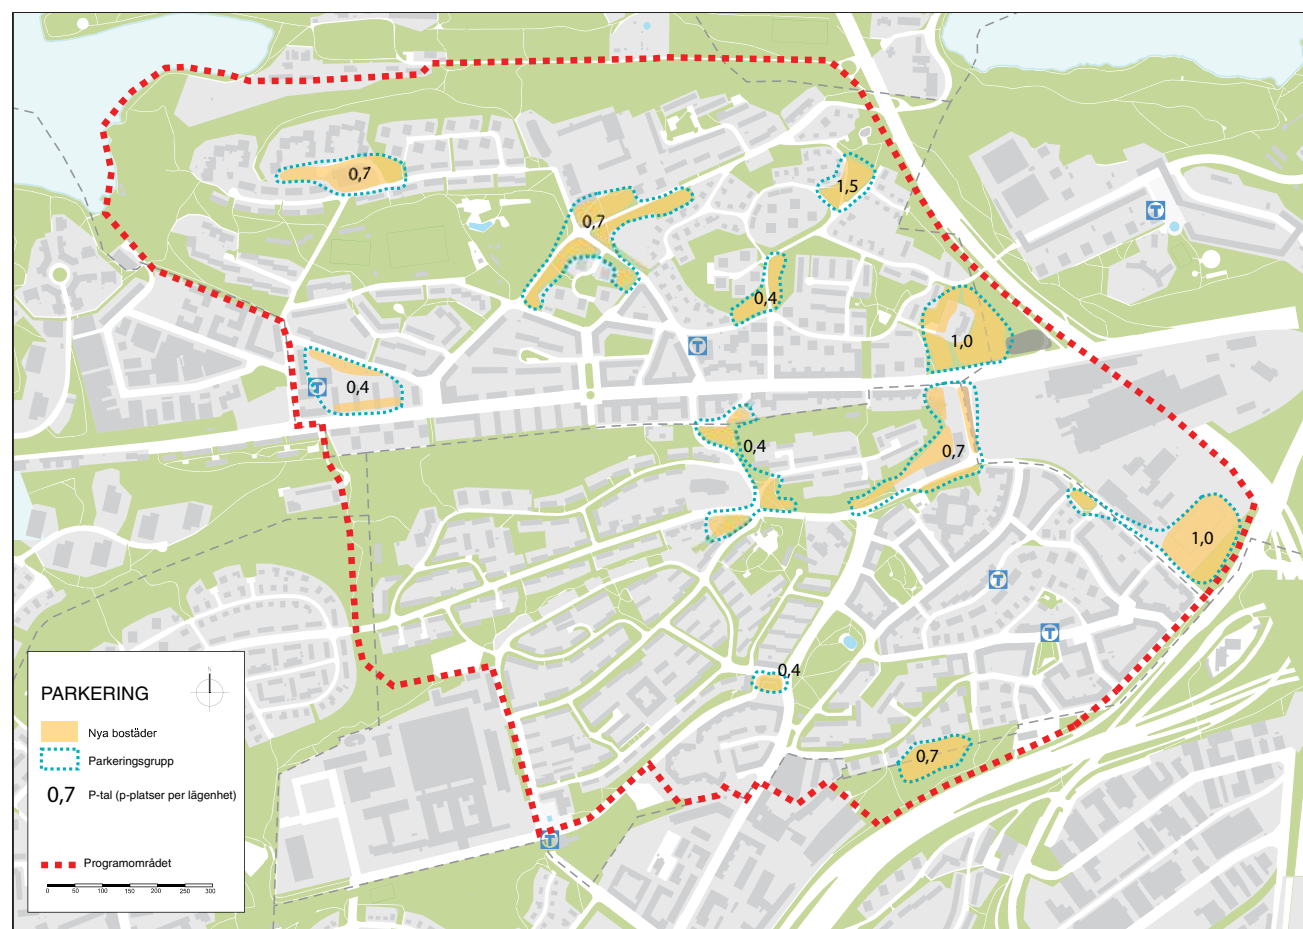 0,7
1,5
0,7
0,4
1,0
T
T
0,4
T
0,4
0,7
1,0
T
T
0,4
0,7
T
N
PARKERING
Nya bostäder
Parkeringsgrupp
0,7 P-tal (p-platser per lägenhet)
Programområdet
0 50 100 150 200 250 300